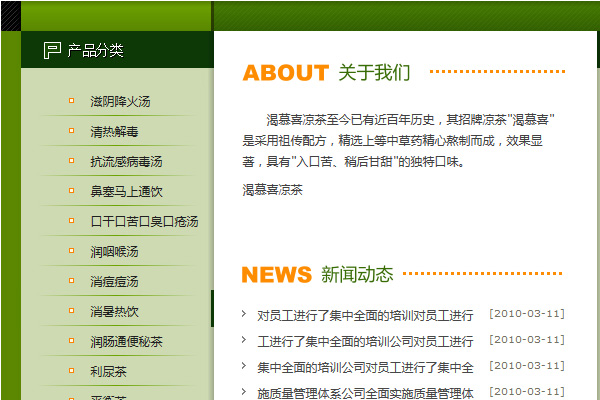 产品分类
滋阴降火汤
清热解毒
抗流感病毒汤
鼻塞马上通饮
口干口苦口臭口疮汤
润咽喉汤
消痘痘汤
消暑热饮
润肠通便秘茶
利尿茶
平衡茶
ABOUT 关于我们
渴慕喜凉茶至今已有近百年历史，其招牌凉茶"渴慕喜"
是采用祖传配方，精选上等中草药精心熬制而成，效果显
著，具有"入口苦、稍后甘甜"的独特口味。
渴慕喜凉茶
NEWS 新闻动态
对员工进行了集中全面的培训对员工进行 [2010-03-11]
工进行了集中全面的培训公司对员工进行 [2010-03-11]
集中全面的培训公司对员工进行了集中全 [2010-03-11]
施质量管理体系公司全面实施质量管理体 [2010-03-11]